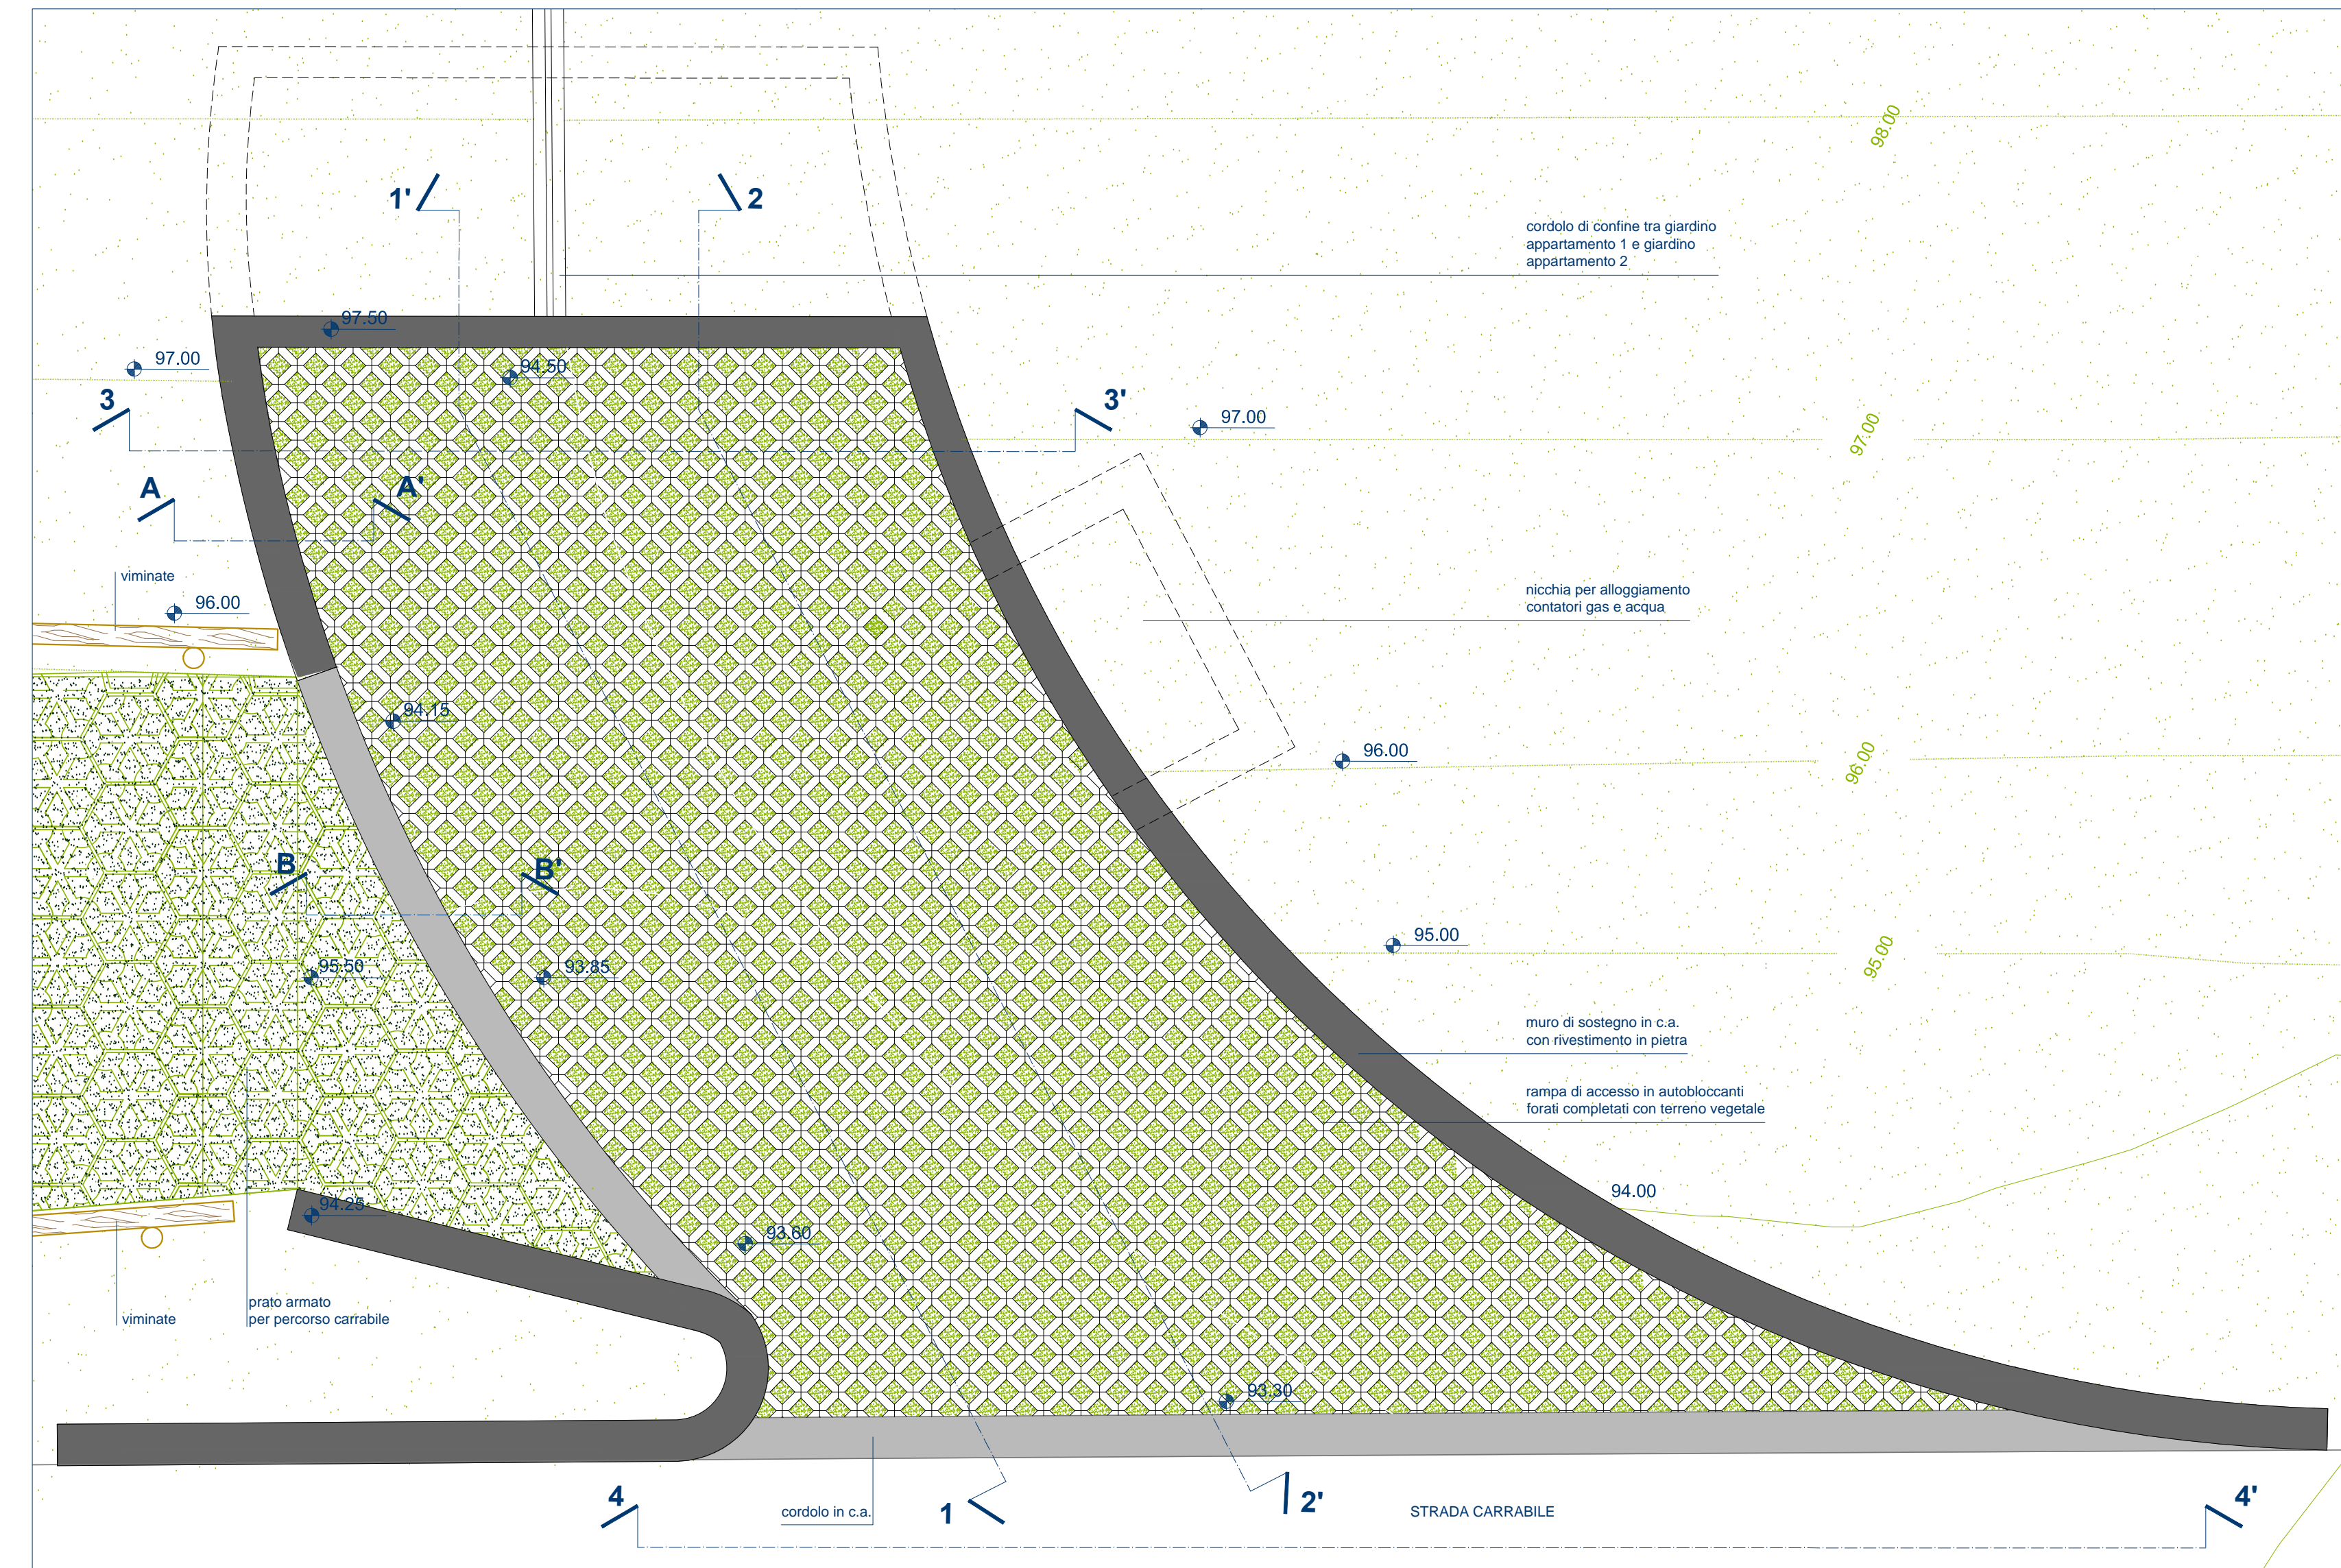 98.00
1'
2
cordolo di confine tra giardino
appartamento 1 e giardino
appartamento 2
97.50
97.00
94.50
3
3'
97.00
97.00
A
A'
viminate
96.00
nicchia per alloggiamento
contatori gas e acqua
94.15
96.00
96.00
B
B'
95.00
95.00
95.50
93.85
muro di sostegno in c.a.
con rivestimento in pietra
rampa di accesso in autobloccanti
forati completati con terreno vegetale
94.00
94.25
93.60
prato armato
per percorso carrabile
viminate
93.30
4
cordolo in c.a.
1
2'
STRADA CARRABILE
4'